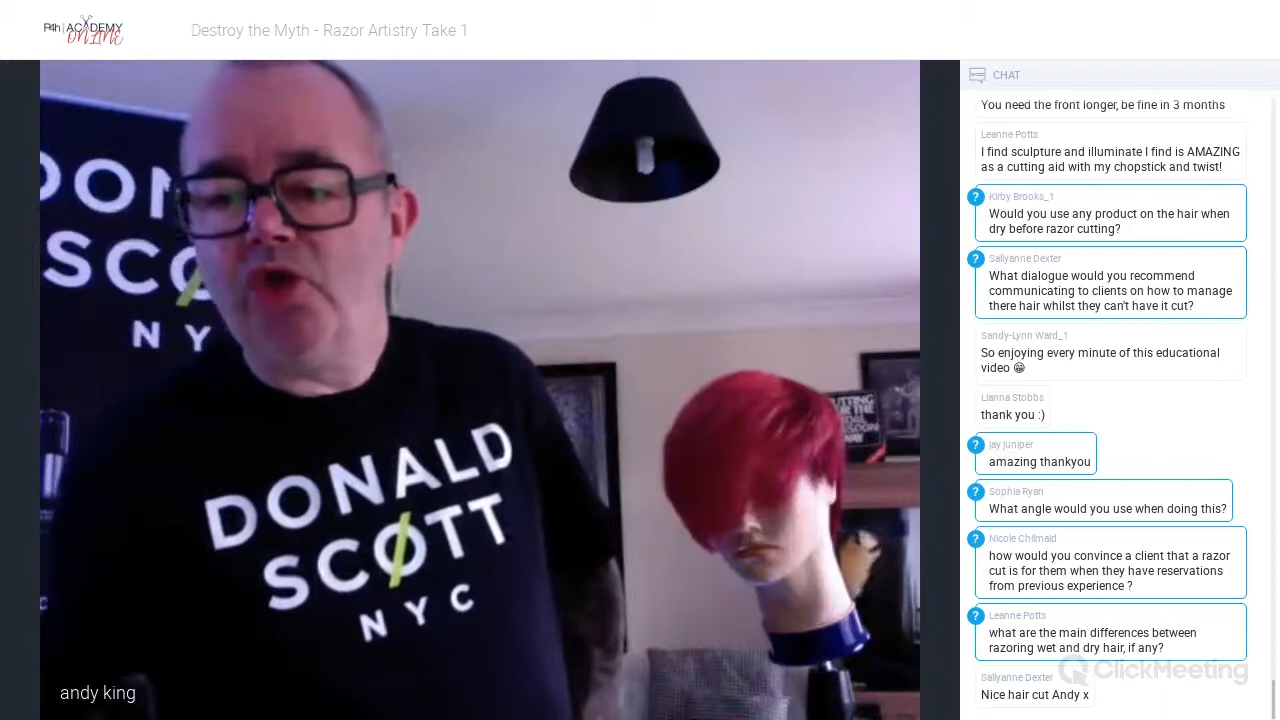 P4h ACADEMY
ONLINE
Destroy the Myth - Razor Artistry Take 1
CHAT
You need the front longer, be fine in 3 months
Leanne Potts
I find sculpture and illuminate I find is AMAZING
as a cutting aid with my chopstick and twist!
? Kirby Brooks_1
Would you use any product on the hair when
dry before razor cutting?
? Sallyanne Dexter
What dialogue would you recommend
communicating to clients on how to manage
there hair whilst they can't have it cut?
Sandy-Lynn Ward_1
So enjoying every minute of this educational
video 😁
Lianna Stobbs
thank you :)
? jay juniper
amazing thankyou
? Sophia Ryan
What angle would you use when doing this?
? Nicole Chilmaid
how would you convince a client that a razor
cut is for them when they have reservations
from previous experience ?
? Leanne Potts
what are the main differences between
razoring wet and dry hair, if any?
ClickMeeting
Sallyanne Dexter
Nice hair cut Andy x
DON
SCO
NY
DONALD
SCOTT
NYC
andy king